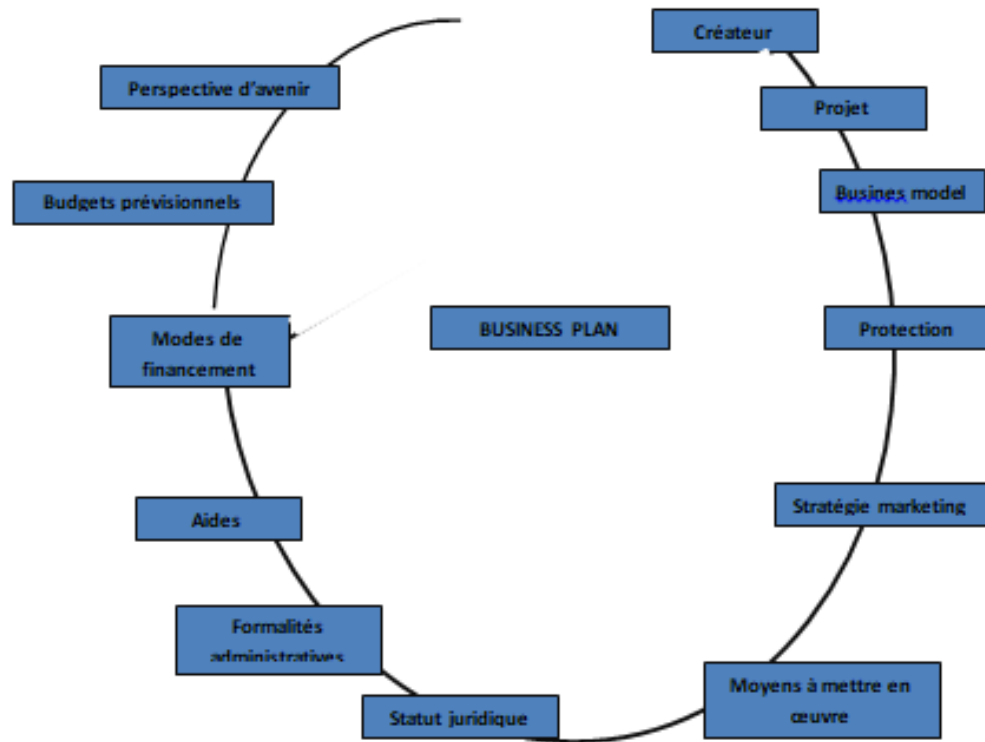 Créateur
Projet
Busines model
Protection
Stratégie marketing
Moyens à mettre en
œuvre
Statut juridique
Formalités
administratives
Aides
Modes de
financement
Budgets prévisionnels
Perspective d'avenir
BUSINESS PLAN